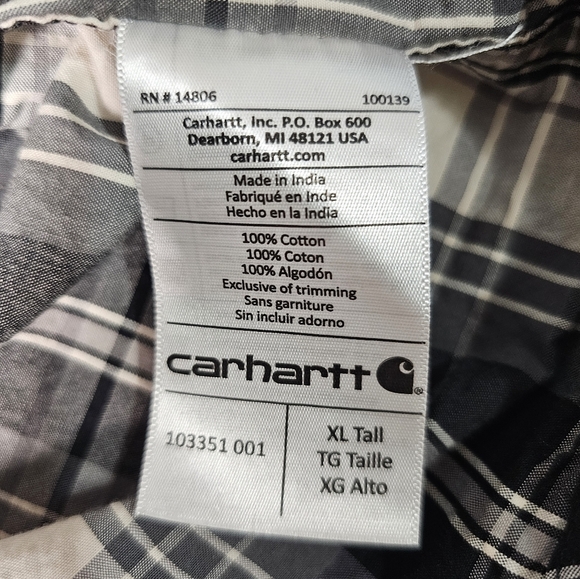 RN # 14806 100139
Carhartt, Inc. P.O. Box 600
Dearborn, MI 48121 USA
carhartt.com
Made in India
Fabriqué en Inde
Hecho en la India
100% Cotton
100% Coton
100% Algodón
Exclusive of trimming
Sans garniture
Sin incluir adorno
carhartt ®
103351 001
XL Tall
TG Taille
XG Alto